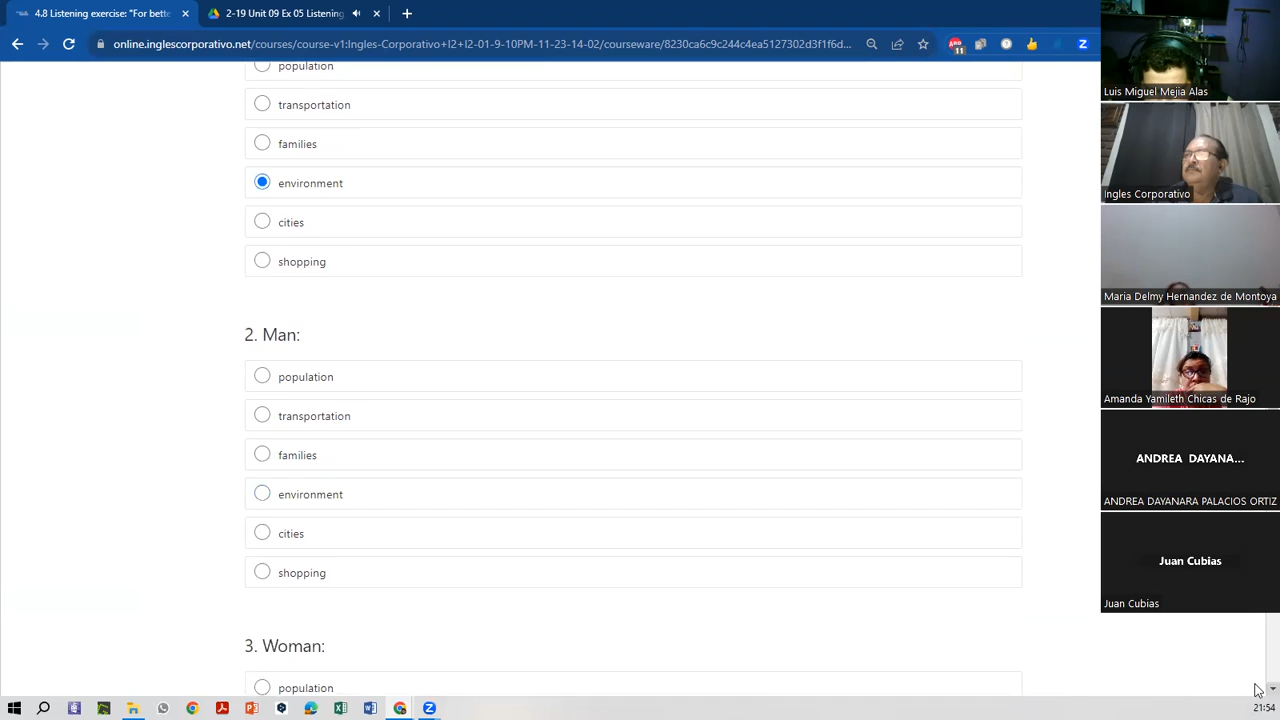 4.8 Listening exercise: "For bette
2-19 Unit 09 Ex 05 Listening
online.inglescorporativo.net/courses/course-v1:Ingles-Corporativo+I2+I2-01-3-10PM-11-23-14-02/courseware/8230ca6c9c244c4ea5127302d3f1f6d...
11
population
transportation
families
environment
cities
shopping
2. Man:
population
transportation
families
environment
cities
shopping
3. Woman:
population
Luis Miguel Mejia Alas
Ingles Corporativo
Maria Delmy Hernandez de Montoya
Amanda Yamileth Chicas de Rajo
ANDREA DAYANA...
ANDREA DAYANARA PALACIOS ORTIZ
Juan Cubias
Juan Cubias
21:54